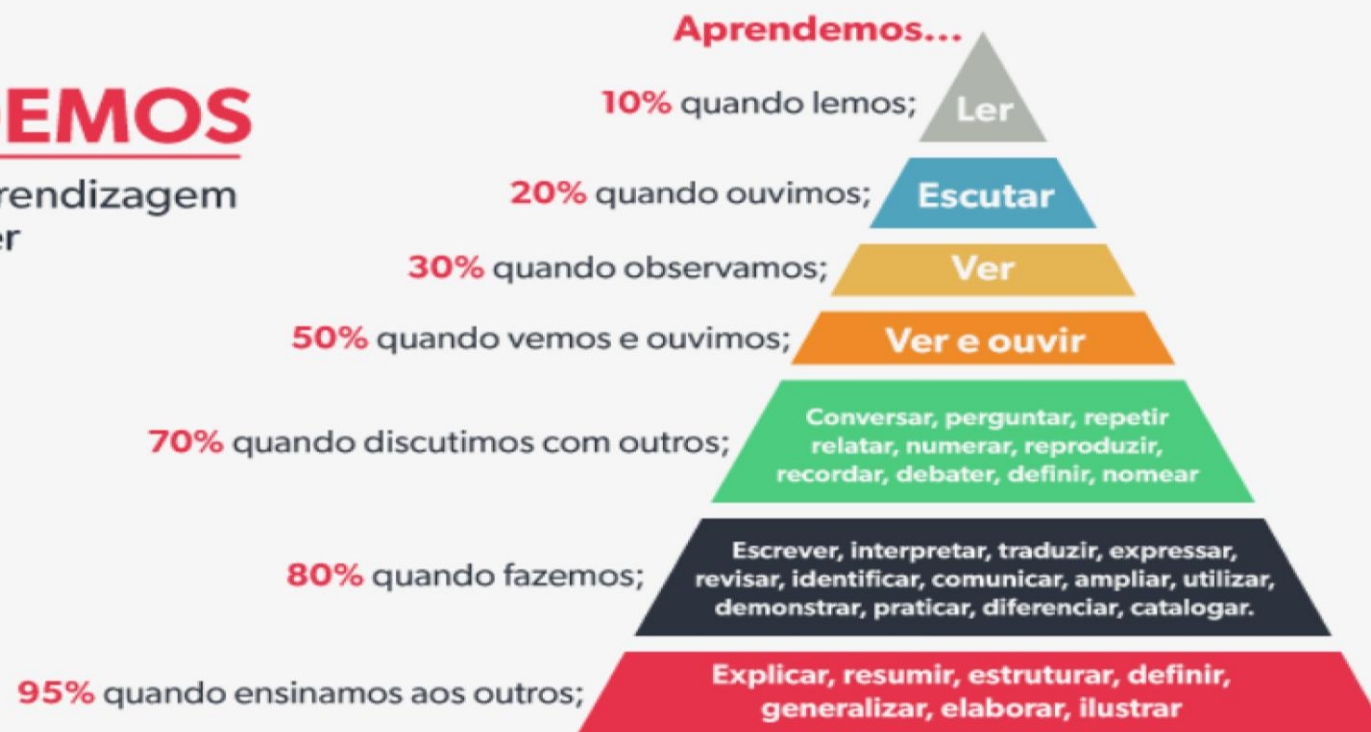 Aprendemos...
10% quando lemos;
Ler
20% quando ouvimos;
Escutar
30% quando observamos;
Ver
50% quando vemos e ouvimos;
Ver e ouvir
70% quando discutimos com outros;
Conversar, perguntar, repetir
relatar, numerar, reproduzir,
recordar, debater, definir, nomear
80% quando fazemos;
Escrever, interpretar, traduzir, expressar,
revisar, identificar, comunicar, ampliar, utilizar,
demonstrar, praticar, diferenciar, catalogar.
95% quando ensinamos aos outros;
Explicar, resumir, estruturar, definir,
generalizar, elaborar, ilustrar